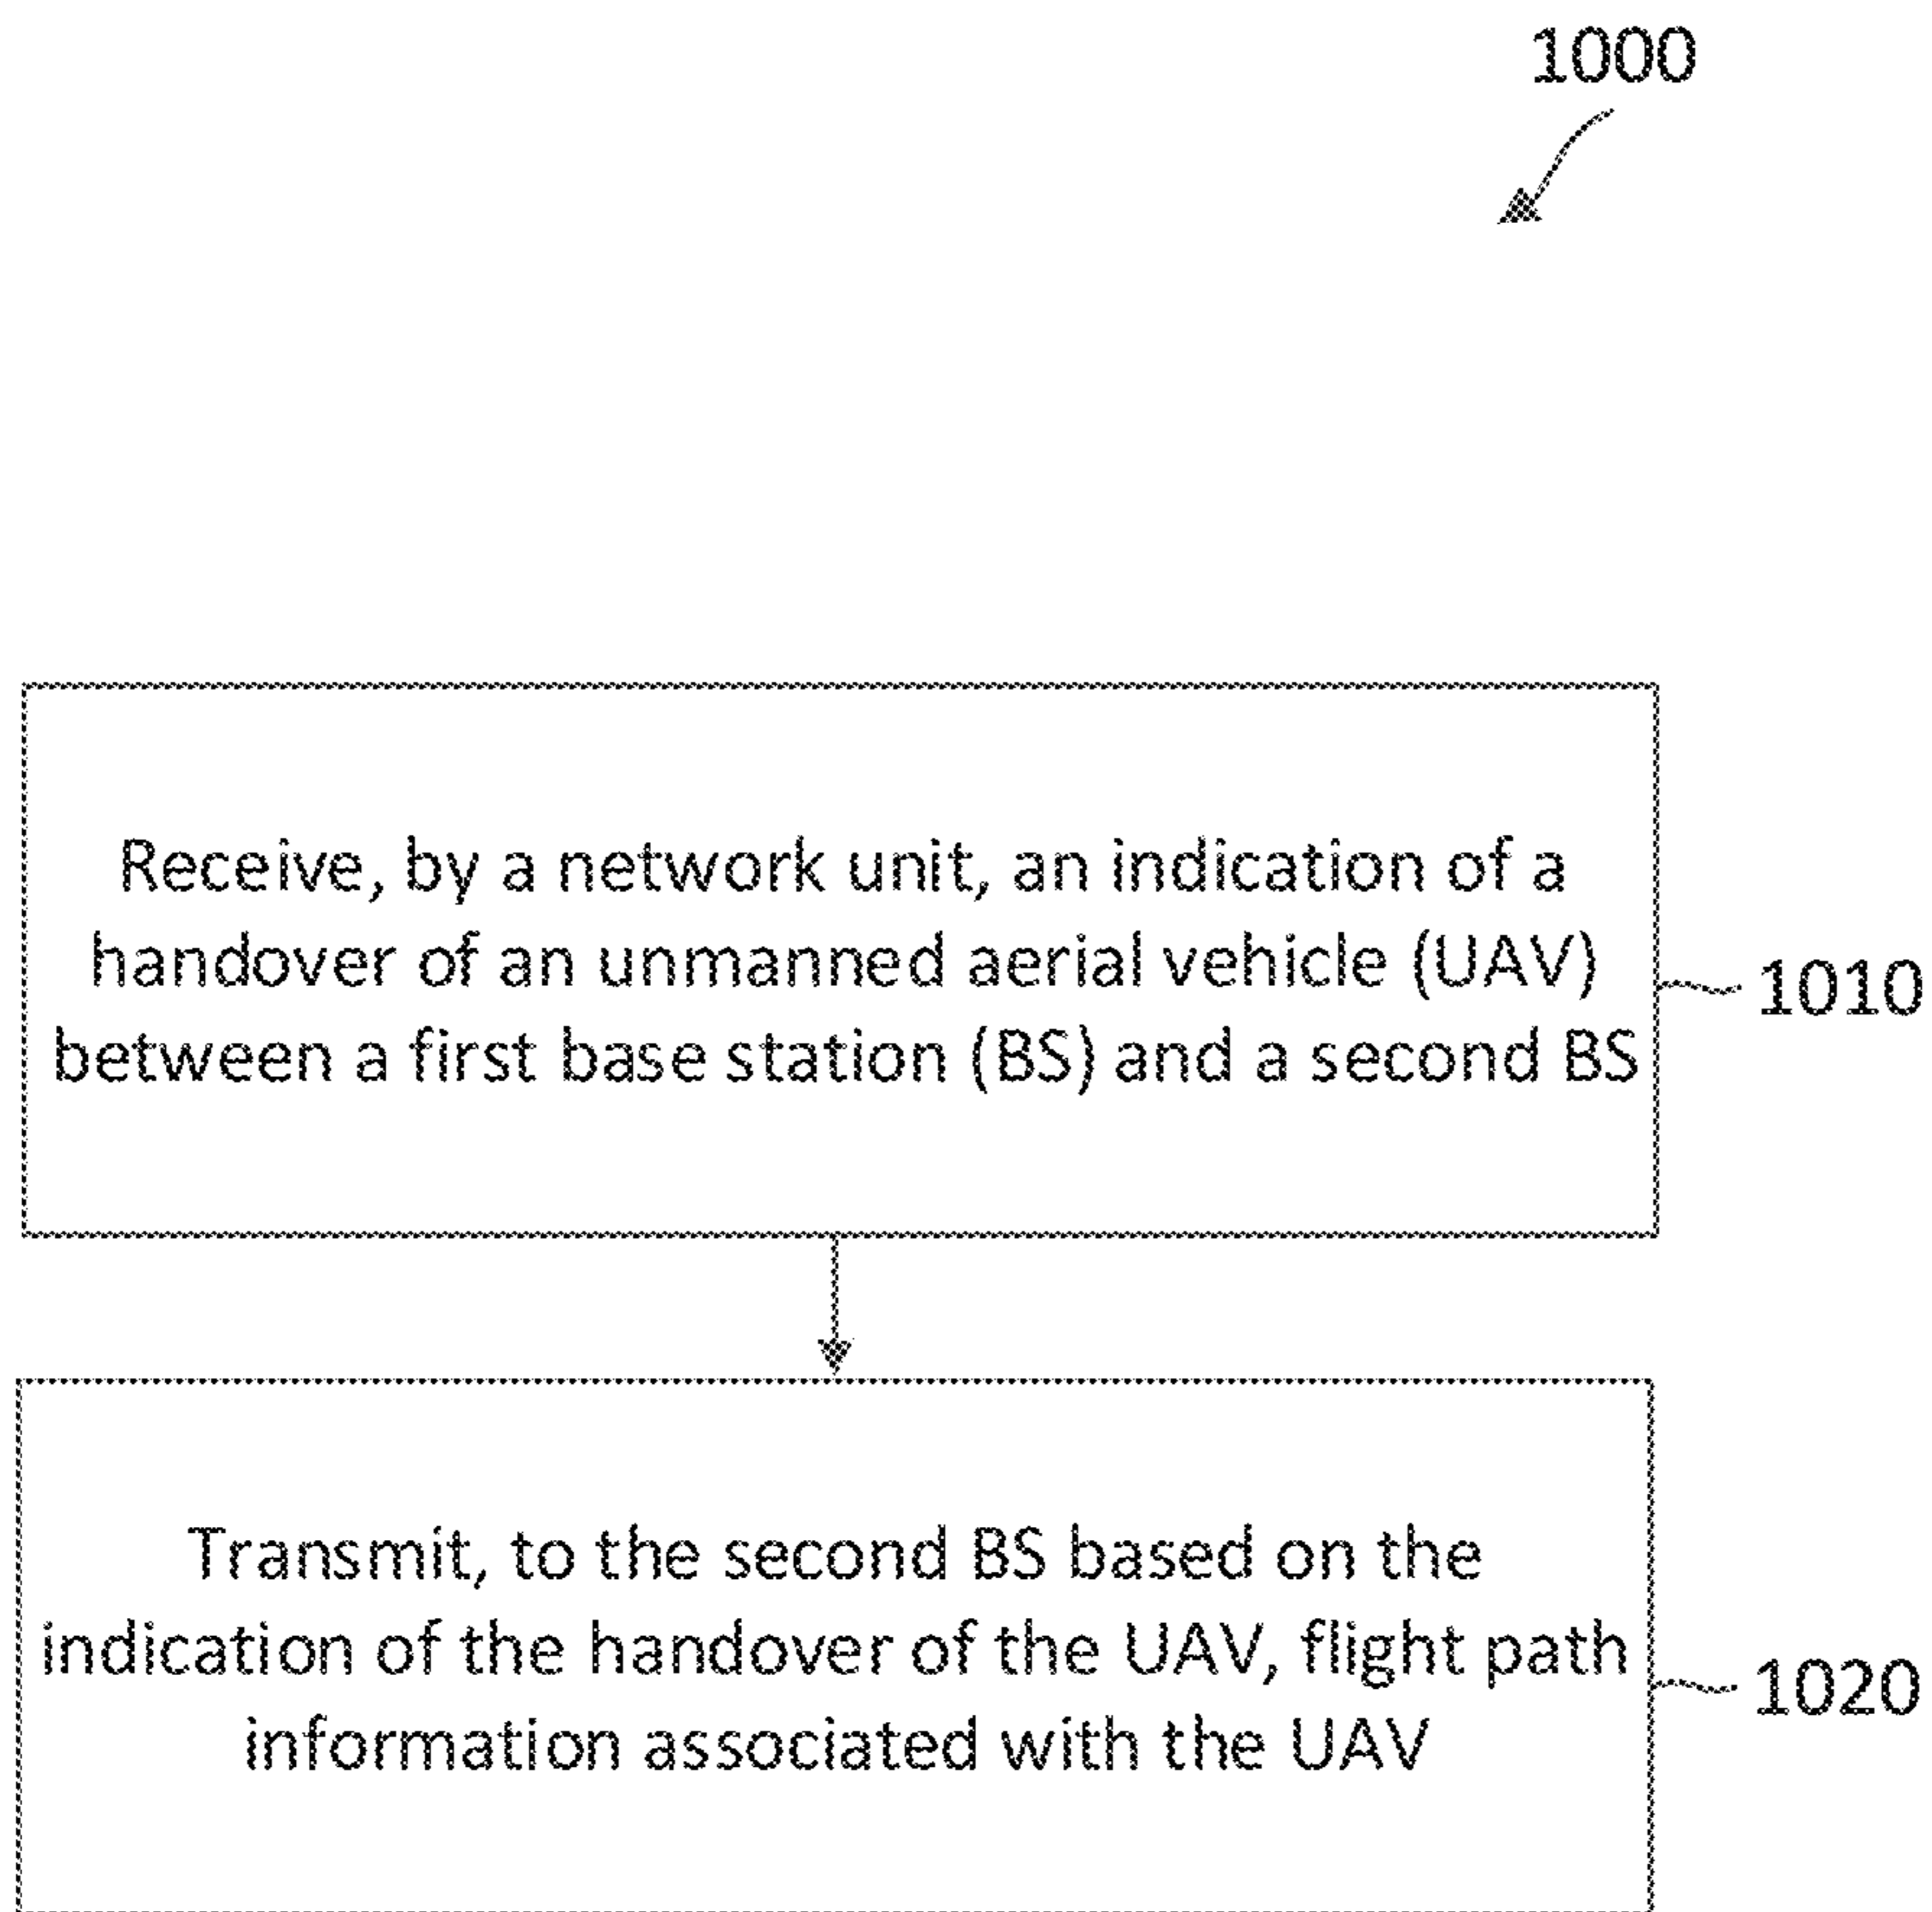 1000
Receive, by a network unit, an indication of a
handover of an unmanned aerial vehicle (UAV)
between a first base station (BS) and a second BS
1010
Transmit, to the second BS based on the
indication of the handover of the UAV, flight path
information associated with the UAV
1020